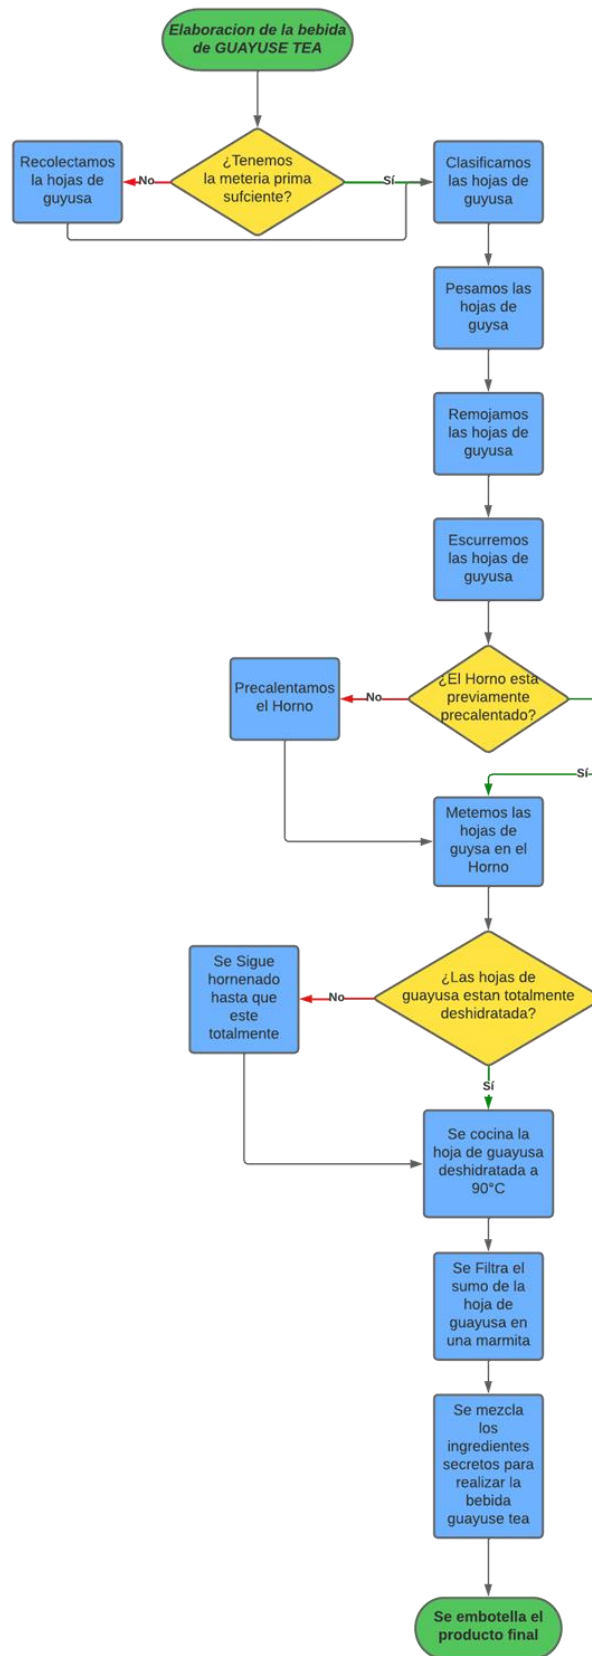 Elaboracion de la bebida
de GUAYUSE TEA
¿Tenemos
la meteria prima
sufciente?
No
Sí
Recolectamos
la hojas de
guyusa
Clasificamos
las hojas de
guyusa
Pesamos las
hojas de
guysa
Remojamos
las hojas de
guyusa
Escurremos
las hojas de
guyusa
¿El Horno esta
previamente
precalentado?
No
Precalentamos
el Horno
Sí
Metemos las
hojas de
guysa en el
Horno
¿Las hojas de
guayusa estan totalmente
deshidratada?
No
Se Sigue
hornenado
hasta que
este
totalmente
Sí
Se cocina la
hoja de guayusa
deshidratada a
90°C
Se Filtra el
sumo de la
hoja de
guayusa en
una marmita
Se mezcla
los
ingredientes
secretos para
realizar la
bebida
guayuse tea
Se embotella el
producto final